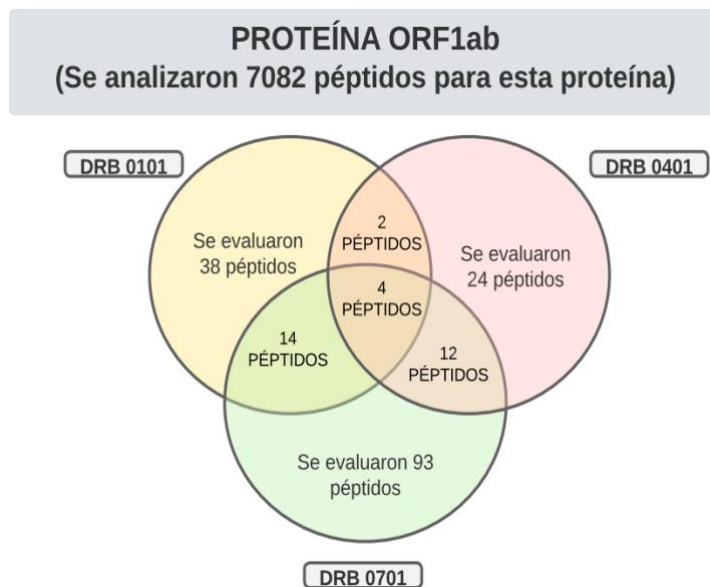 PROTEÍNA ORF1ab
(Se analizaron 7082 péptidos para esta proteína)
DRB 0101
DRB 0401
2
PÉPTIDOS
Se evaluaron
38 péptidos
Se evaluaron
24 péptidos
4
PÉPTIDOS
14
PÉPTIDOS
12
PÉPTIDOS
Se evaluaron 93
péptidos
DRB 0701